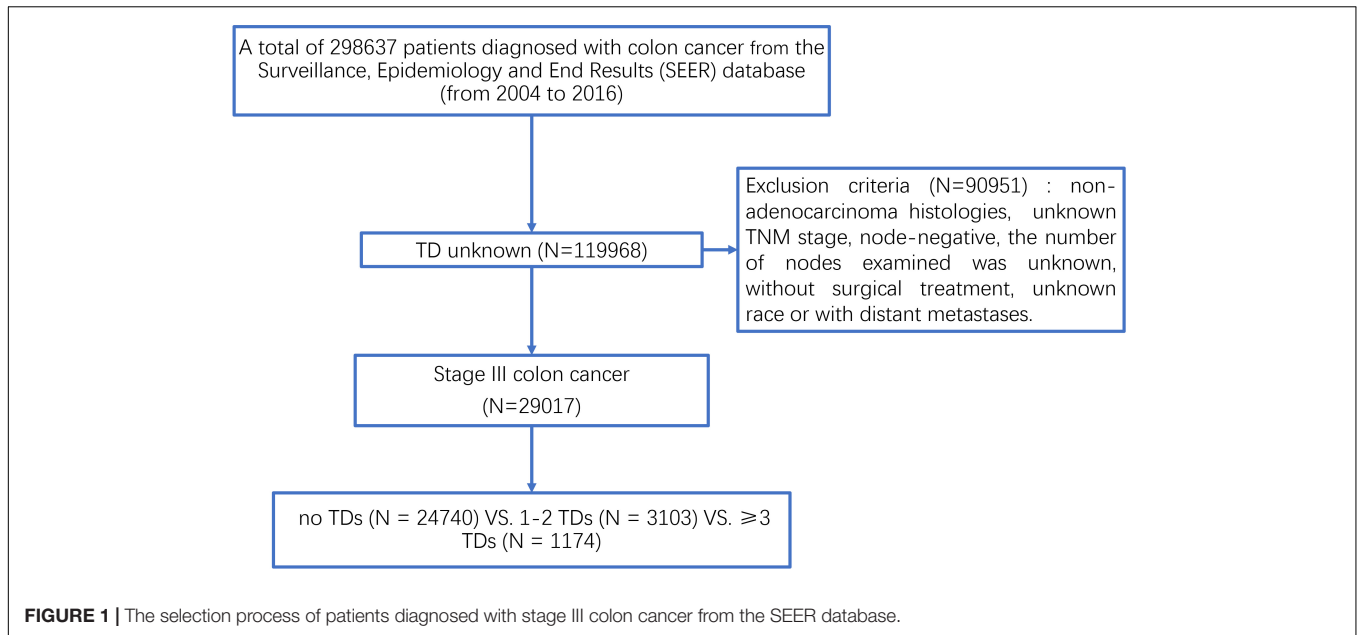 A total of 298637 patients diagnosed with colon cancer from the
Surveillance, Epidemiology and End Results (SEER) database
(from 2004 to 2016)
Exclusion criteria (N=90951) : non-
adenocarcinoma histologies, unknown
TNM stage, node-negative, the number
of nodes examined was unknown,
without surgical treatment, unknown
race or with distant metastases.
TD unknown (N=119968)
Stage III colon cancer
(N=29017)
no TDs (N = 24740) VS. 1-2 TDs (N = 3103) VS. ≥3
TDs (N = 1174)
FIGURE 1 | The selection process of patients diagnosed with stage III colon cancer from the SEER database.